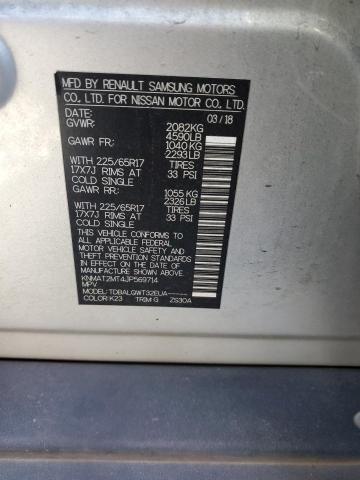 MFD BY RENAULT SAMSUNG MOTORS
CO., LTD. FOR NISSAN MOTOR CO., LTD.
DATE: 03/18
GVWR: 2082KG
4590LB
GAWR FR: 1040KG
2293LB
WITH 225/65R17 TIRES
17X7J RIMS AT 33 PSI
COLD SINGLE
GAWR RR: 1055KG
2326LB
WITH 225/65R17 TIRES
17X7J RIMS AT 33 PSI
COLD SINGLE
THIS VEHICLE CONFORMS TO ALL
APPLICABLE FEDERAL MOTOR VEHICLE
SAFETY THEFT PREVENTION AND
BUMPER STANDARDS IN EFFECT ON THE
DATE OF MANUFACTURE SHOWN ABOVE.
KNMAT2MT4JP569714
MPV
MODEL:TDBALGWT32EUA-----
COLOR:K23 TRIM:G ZS30A